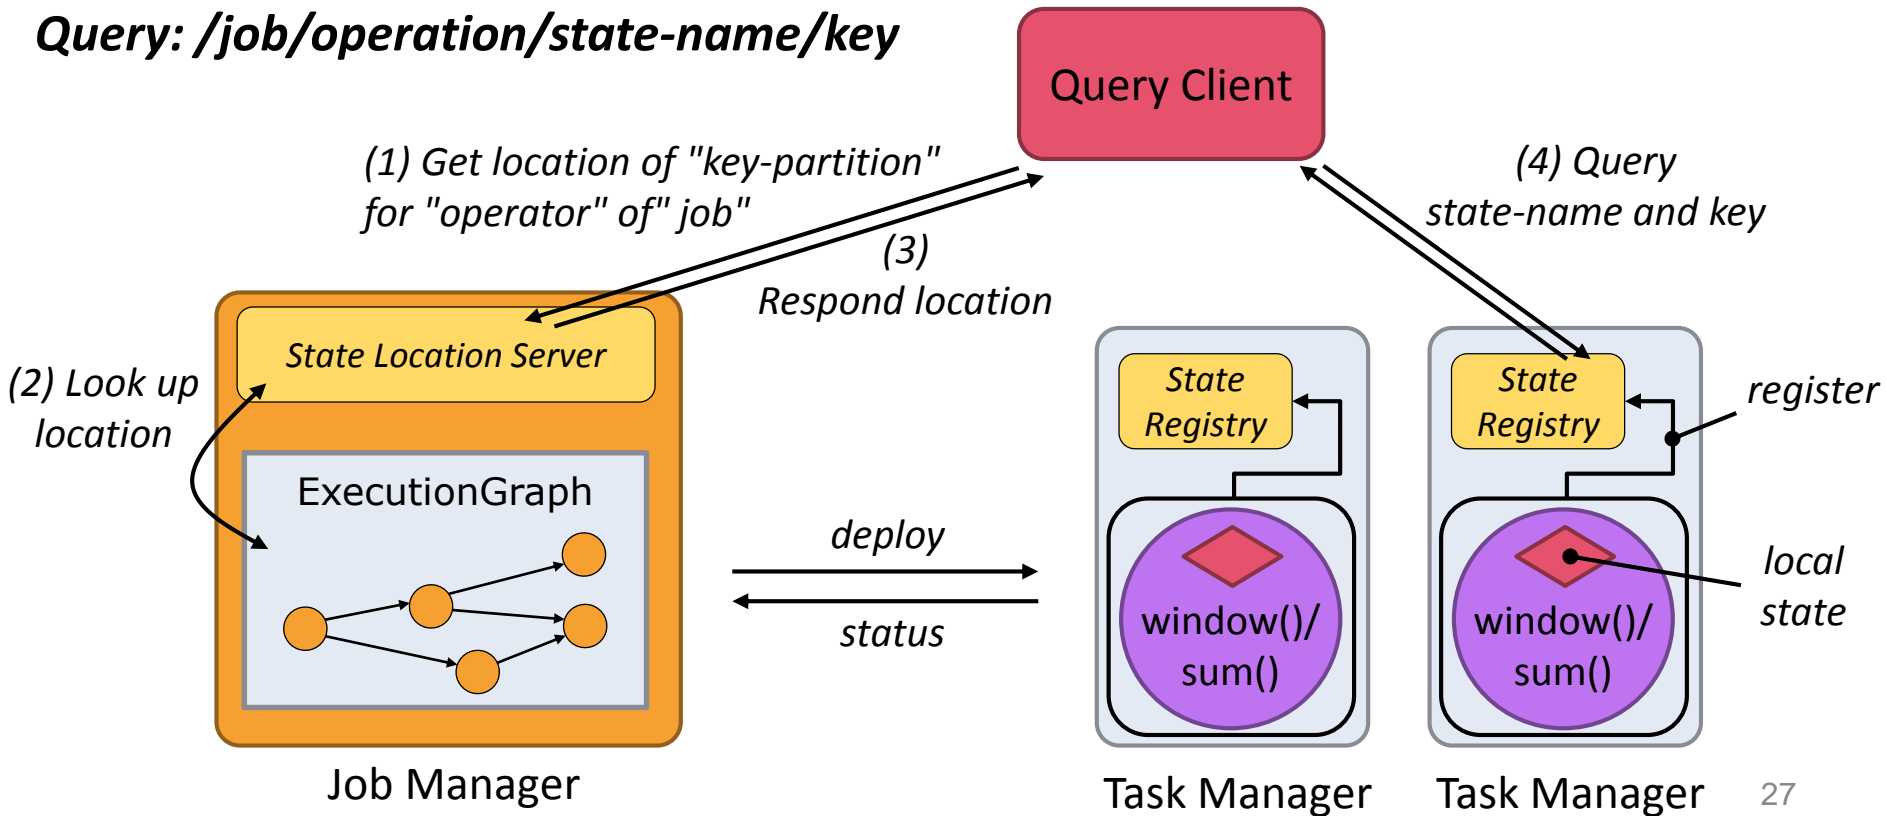 Query: /job/operation/state-name/key
Query Client
(1) Get location of "key-partition"
for "operator" of" job"
(3)
Respond location
(4) Query
state-name and key
State Location Server
(2) Look up
location
ExecutionGraph
deploy
status
State
Registry
State
Registry
register
window()/
sum()
window()/
sum()
local
state
Job Manager
Task Manager
Task Manager
27